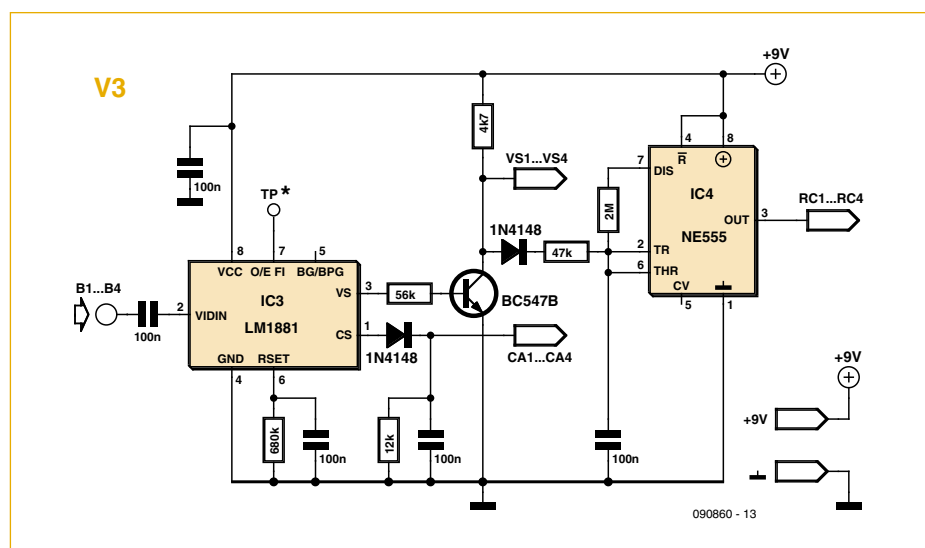 +9V
V3
4k7
4
8
R
7
DIS
VS1...VS4
IC4
RC1...RC4
100n
TP*
2M
OUT
3
1N4148
NE555
2
TR
8
7
5
47k
6
THR
VCC
O/E FI
BG/BPG
B1...B4
VS
3
56k
BC547B
CV
IC3
5
1
2
VIDIN
LM1881
CS
1
100n
1N4148
CA1...CA4
GND
RSET
4
6
+9V
+9V
680k
100n
12k
100n
100n
090860 - 13